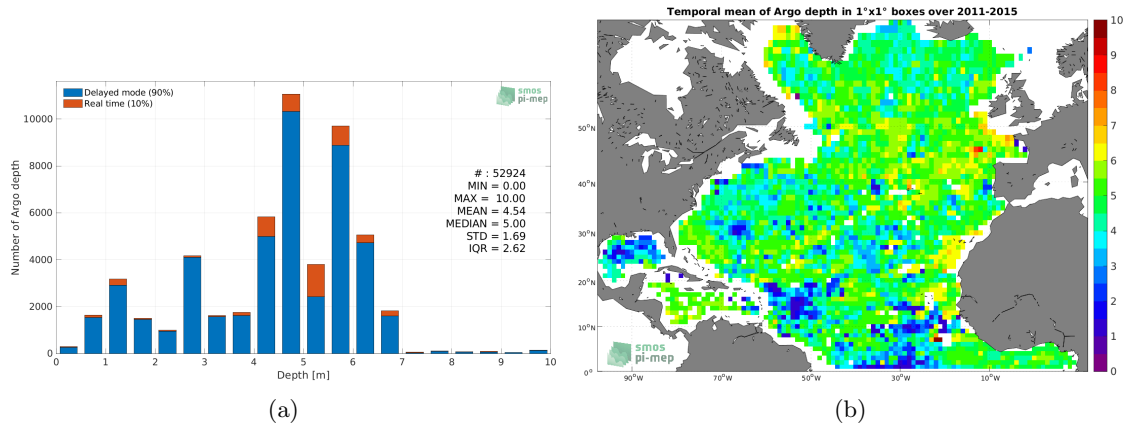 Temporal mean of Argo depth in 1°x1° boxes over 2011-2015
Delayed mode (90%)
Real time (10%)
smos
pi-mep
# : 52924
MIN = 0.00
MAX = 10.00
MEAN = 4.54
MEDIAN = 5.00
STD = 1.69
IQR = 2.62
Number of Argo depth
10000
8000
6000
4000
2000
0
0 1 2 3 4 5 6 7 8 9 10
Depth [m]
(a)
50°N
40°N
30°N
20°N
10°N
0°
90°W 70°W 50°W 30°W 10°W
smos
pi-mep
10
9
8
7
6
5
4
3
2
1
0
(b)